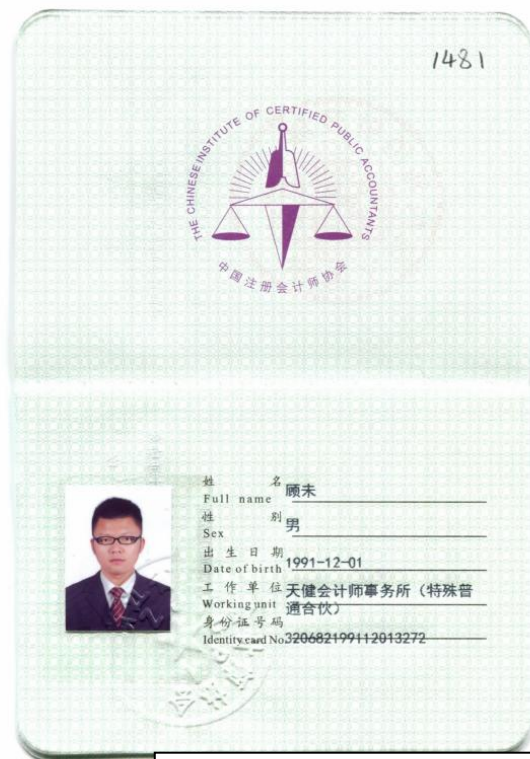 1481
THE CHINESE INSTITUTE OF CERTIFIED PUBLIC ACCOUNTANTS
中国注册会计师协会
姓 名 顾未
Full name
性 别 男
Sex
出生日期 1991-12-01
Date of birth
工作单位 天健会计师事务所（特殊普
Working unit 通合伙）
身份证号码
Identity card No. 320682199112013272